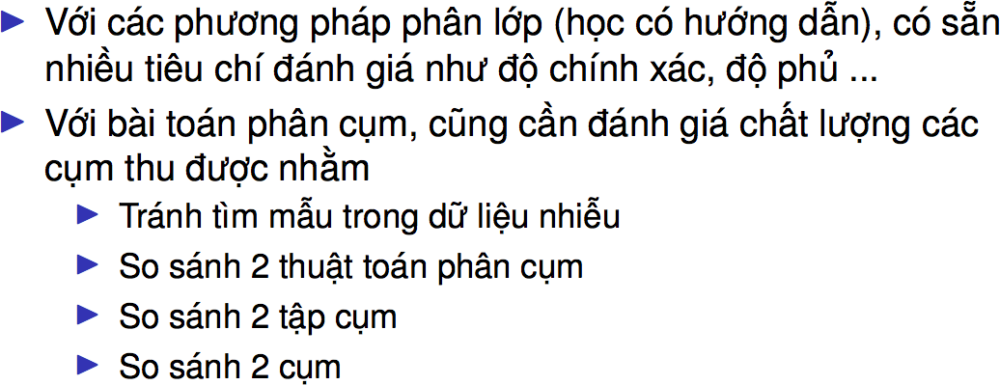 Với các phương pháp phân lớp (học có hướng dẫn), có sẵn
nhiều tiêu chí đánh giá như độ chính xác, độ phủ ...
Với bài toán phân cụm, cũng cần đánh giá chất lượng các
cụm thu được nhằm
Tránh tìm mẫu trong dữ liệu nhiễu
So sánh 2 thuật toán phân cụm
So sánh 2 tập cụm
So sánh 2 cụm